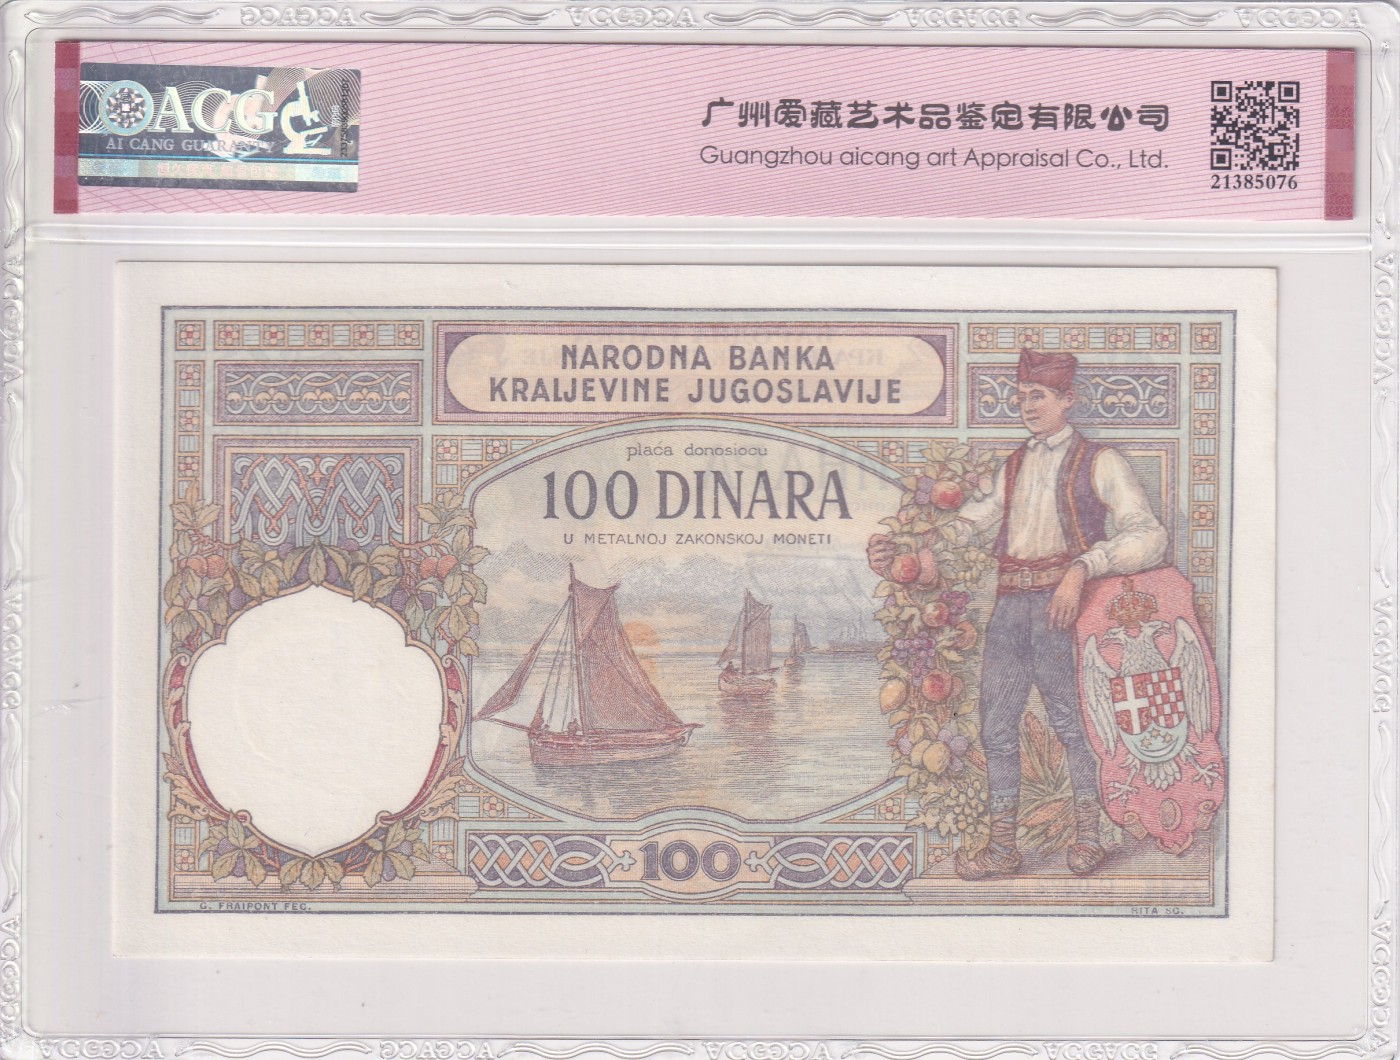 ACG
AI CANG GUARANTY
广州爱藏艺术品鉴定有限公司
Guangzhou aicang art Appraisal Co., Ltd.
21385076
NARODNA BANKA
KRALJEVINE JUGOSLAVIJE
plaća donosiocu
100 DINARA
U METALNOJ ZAKONSKOJ MONETI
100
G. FRAIPONT FEC.
RITA SC.